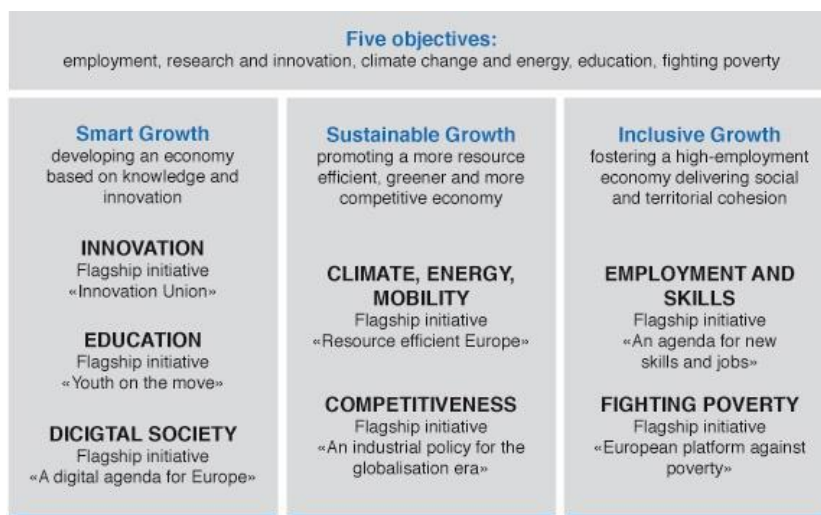 Five objectives:
employment, research and innovation, climate change and energy, education, fighting poverty
Smart Growth
developing an economy
based on knowledge and
innovation
INNOVATION
Flagship initiative
«Innovation Union»
EDUCATION
Flagship initiative
«Youth on the move»
DICIGTAL SOCIETY
Flagship initiative
«A digital agenda for Europe»
Sustainable Growth
promoting a more resource
efficient, greener and more
competitive economy
CLIMATE, ENERGY,
MOBILITY
Flagship initiative
«Resource efficient Europe»
COMPETITIVENESS
Flagship initiative
«An industrial policy for the
globalisation era»
Inclusive Growth
fostering a high-employment
economy delivering social
and territorial cohesion
EMPLOYMENT AND
SKILLS
Flagship initiative
«An agenda for new
skills and jobs»
FIGHTING POVERTY
Flagship initiative
«European platform against
poverty»